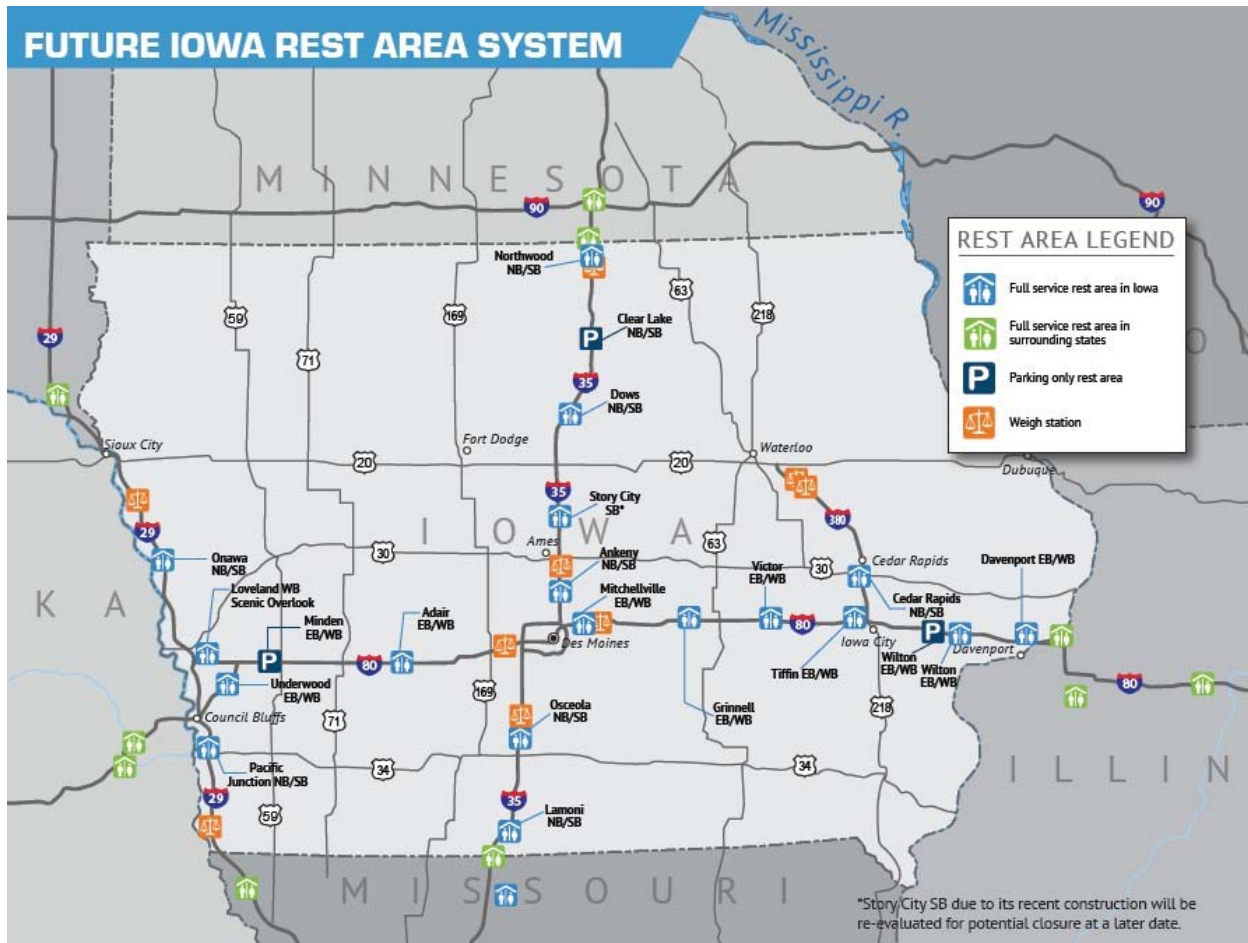 FUTURE IOWA REST AREA SYSTEM
Mississippi R.
MINNESOTA
90
90
REST AREA LEGEND
Full service rest area in Iowa
Full service rest area in
surrounding states
P
Parking only rest area
Weigh station
Northwood
NB/SB
63
59
169
218
29
71
Clear Lake
NB/SB
P
35
Dows
NB/SB
O
Sioux City
Fort Dodge
Waterloo
Dubuque
20
20
35
Story City
SB*
380
29
IOWA
Ames
63
30
30
Ankeny
NB/SB
Cedar Rapids
Onawa
NB/SB
Victor
EB/WB
Davenport EB/WB
Loveland WB
Scenic Overlook
Mitchellville
EB/WB
Cedar Rapids
NB/SB
KA
Minden
EB/WB
Adair
EB/WB
80
P
P
80
Des Moines
Iowa City
Wilton
EB/WB
Wilton
EB/WB
Davenport
Tiffin EB/WB
Underwood
EB/WB
169
80
Council Bluffs
71
Osceola
NB/SB
Grinnell
EB/WB
218
Pacific
Junction NB/SB
34
34
ILLIN
29
59
35
Lamoni
NB/SB
MISSOURI
*Story City SB due to its recent construction will be
re-evaluated for potential closure at a later date.